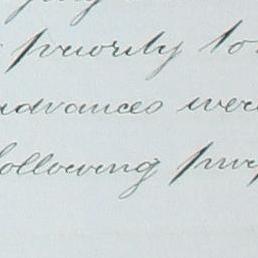 priority to
advances were
following purp